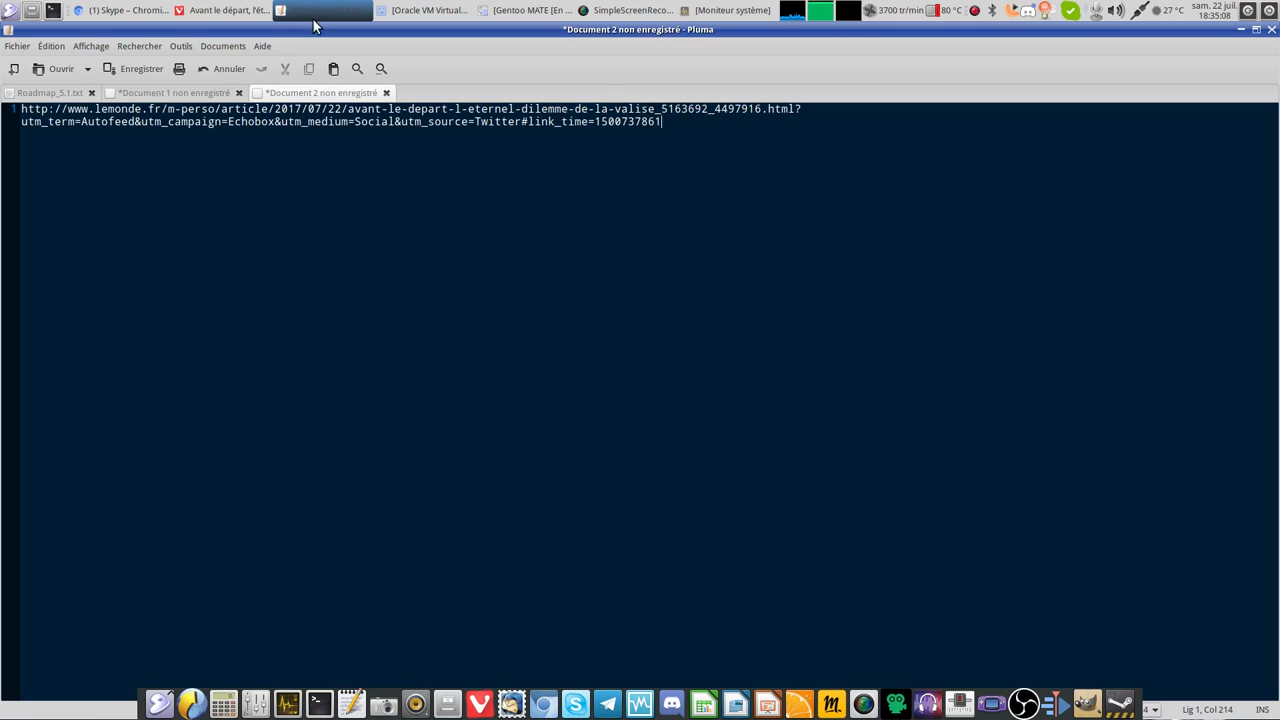 (1) Skype – Chromi... Avant le départ, l'ét... [Oracle VM Virtual... [Gentoo MATE [En ... SimpleScreenReco... [Moniteur système] 3700 tr/min 80 °C 27 °C sam. 22 juil. 18:35:08
*Document 2 non enregistré - Pluma
Fichier Édition Affichage Rechercher Outils Documents Aide
Ouvrir Enregistrer Annuler
Roadmap_5.1.txt *Document 1 non enregistré *Document 2 non enregistré
1 http://www.lemonde.fr/m-perso/article/2017/07/22/avant-le-depart-l-eternel-dilemme-de-la-valise_5163692_4497916.html?
utm_term=Autofeed&utm_campaign=Echobox&utm_medium=Social&utm_source=Twitter#link_time=1500737861
4 Lig 1, Col 214 INS